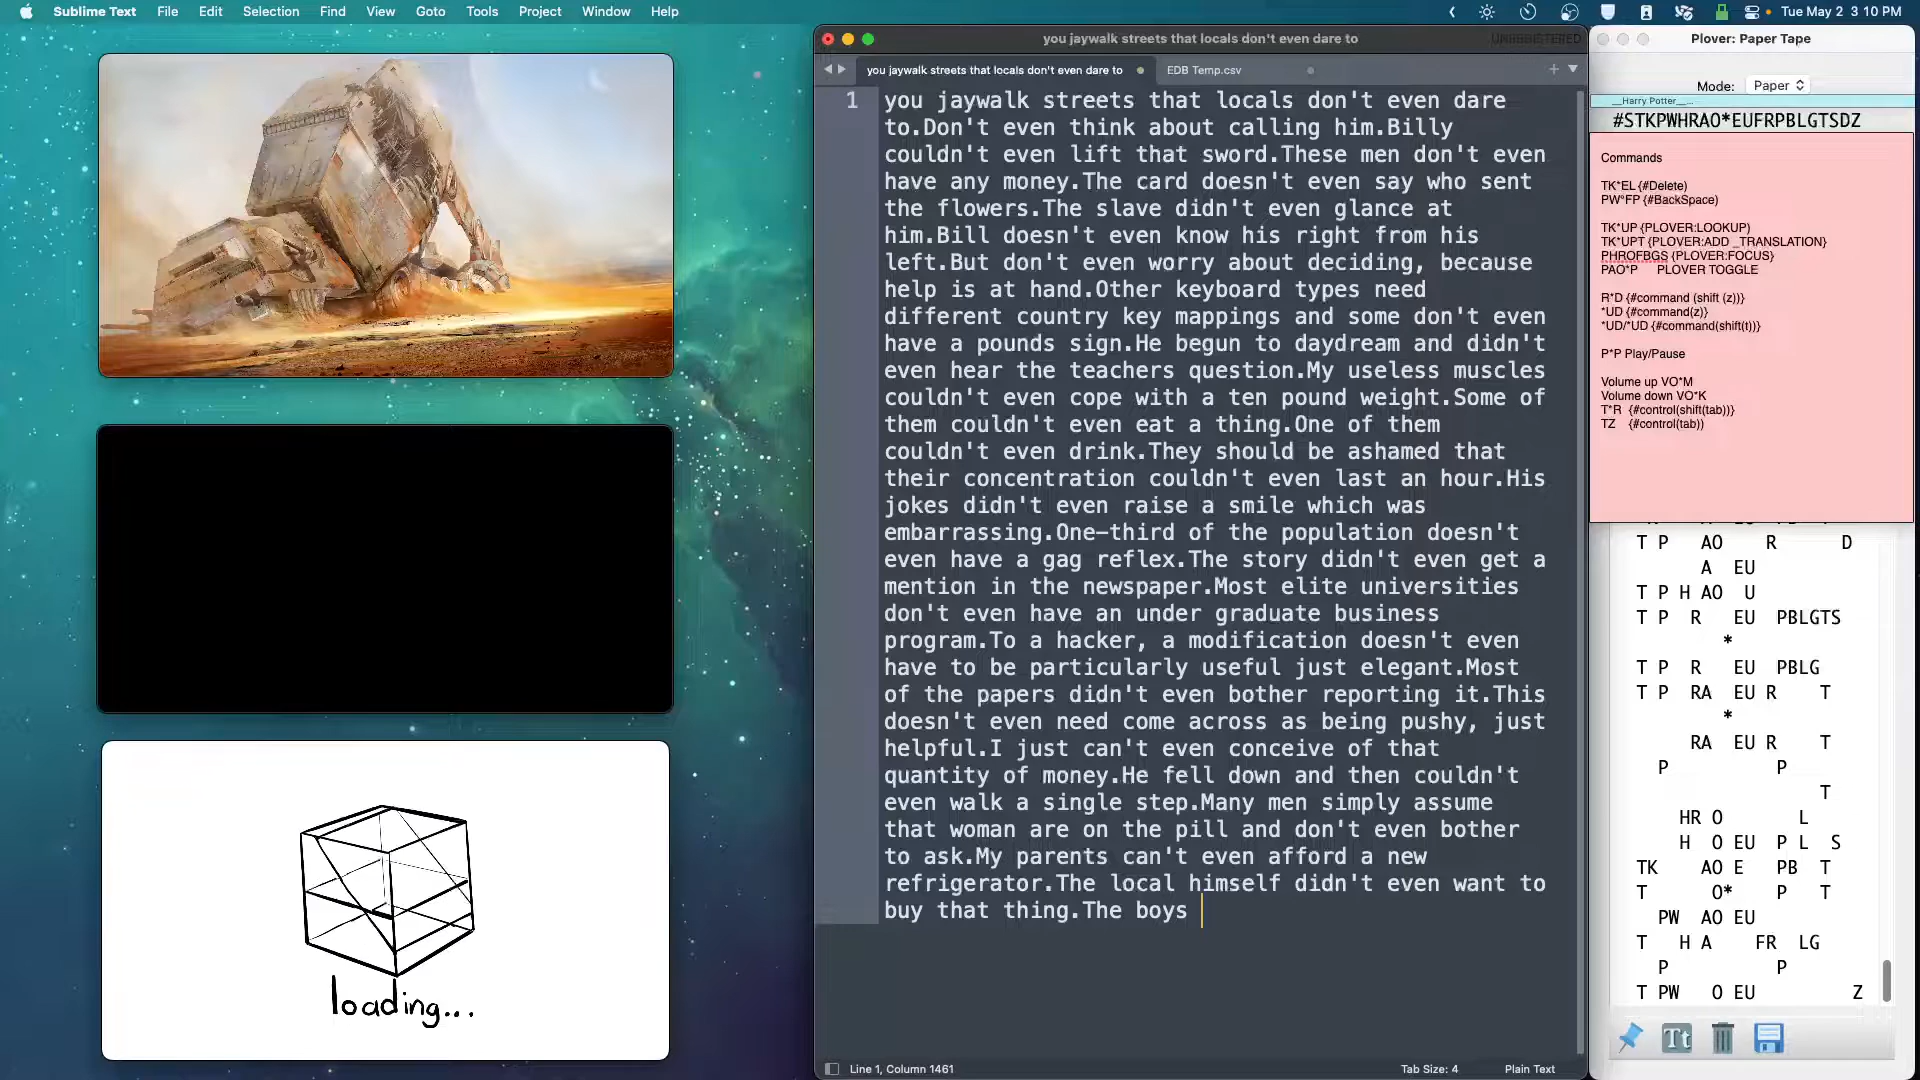 Sublime Text File Edit Selection Find View Goto Tools Project Window Help
Tue May 2 3:10 PM
loading...
you jaywalk streets that locals don't even dare to
UNREGISTERED
you jaywalk streets that locals don't even dare to
EDB Temp.csv
1
you jaywalk streets that locals don't even dare
to.Don't even think about calling him.Billy
couldn't even lift that sword.These men don't even
have any money.The card doesn't even say who sent
the flowers.The slave didn't even glance at
him.Bill doesn't even know his right from his
left.But don't even worry about deciding, because
help is at hand.Other keyboard types need
different country key mappings and some don't even
have a pounds sign.He begun to daydream and didn't
even hear the teachers question.My useless muscles
couldn't even cope with a ten pound weight.Some of
them couldn't even eat a thing.One of them
couldn't even drink.They should be ashamed that
their concentration couldn't even last an hour.His
jokes didn't even raise a smile which was
embarrassing.One-third of the population doesn't
even have a gag reflex.The story didn't even get a
mention in the newspaper.Most elite universities
don't even have an under graduate business
program.To a hacker, a modification doesn't even
have to be particularly useful just elegant.Most
of the papers didn't even bother reporting it.This
doesn't even need come across as being pushy, just
helpful.I just can't even conceive of that
quantity of money.He fell down and then couldn't
even walk a single step.Many men simply assume
that woman are on the pill and don't even bother
to ask.My parents can't even afford a new
refrigerator.The local himself didn't even want to
buy that thing.The boys
Line 1, Column 1461
Tab Size: 4
Plain Text
Plover: Paper Tape
Mode: Paper
__Harry Potter__...
#STKPWHRAO*EUFRPBLGTSDZ
Commands
TK*EL {#Delete}
PW*FP {#BackSpace}
TK*UP {PLOVER:LOOKUP}
TK*UPT {PLOVER:ADD _TRANSLATION}
PHROFBGS {PLOVER:FOCUS}
PAO*P PLOVER TOGGLE
R*D {#command (shift (z))}
*UD {#command(z)}
*UD/*UD {#command(shift(t))}
P*P Play/Pause
Volume up VO*M
Volume down VO*K
T*R {#control(shift(tab))}
TZ {#control(tab)}
T P AO R D
A EU
T P H AO U
T P R EU PBLGTS
*
T P R EU PBLG
T P RA EU R T
*
RA EU R T
P P
T
HR O L
H O EU P L S
TK AO E PB T
T O* P T
PW AO EU
T H A FR LG
P P
T PW O EU Z
Tt